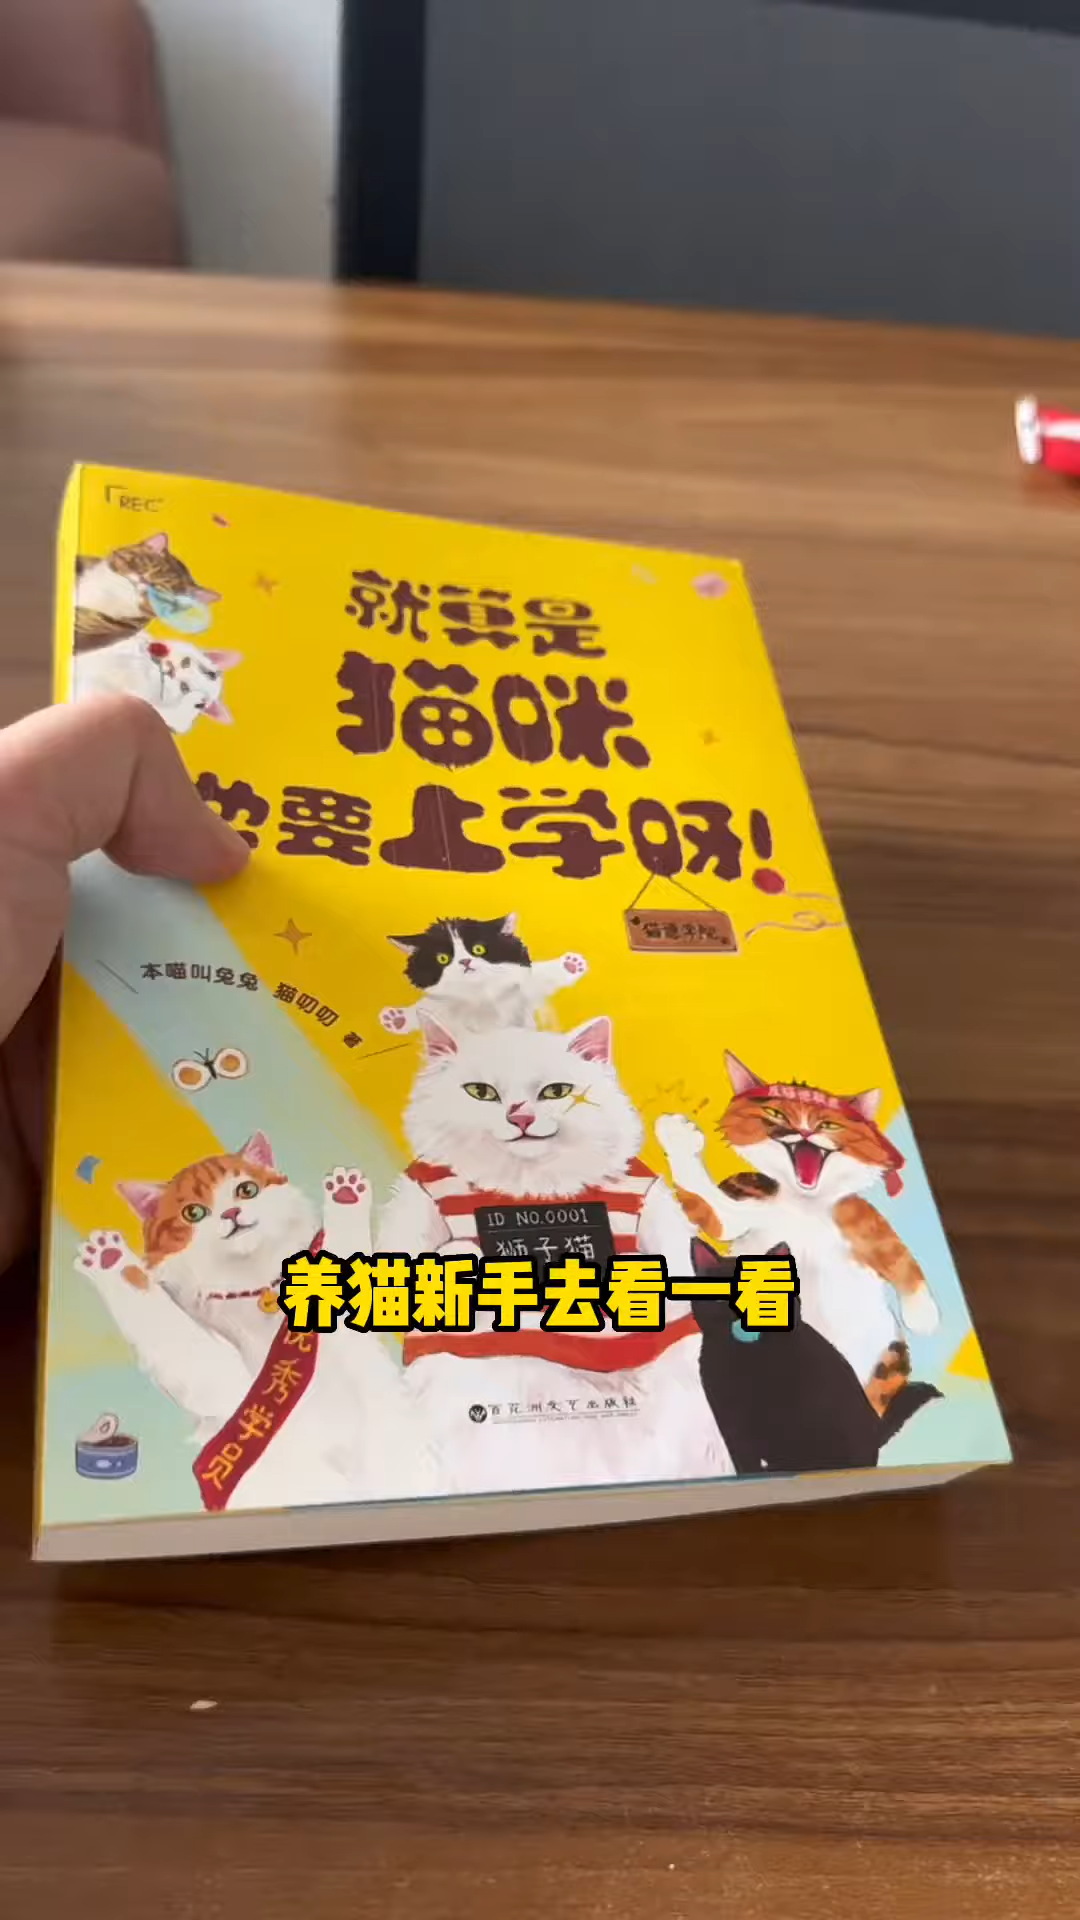 REC
就算是
猫咪
也要上学呀!
猫德学院
本喵叫兔兔 猫叨叨 著
ID NO.0001
狮子猫
养猫新手去看一看
优秀学员
百花洲文艺出版社